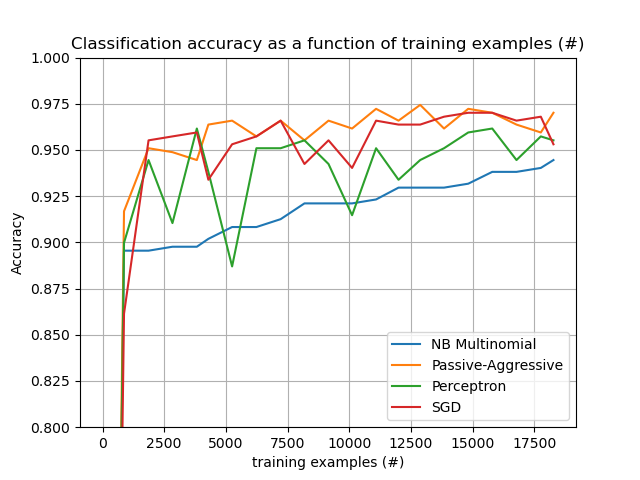 Classification accuracy as a function of training examples (#)
1.000
0.975
0.950
0.925
0.900
0.875
0.850
0.825
0.800
Accuracy
NB Multinomial
Passive-Aggressive
Perceptron
SGD
0 2500 5000 7500 10000 12500 15000 17500
training examples (#)